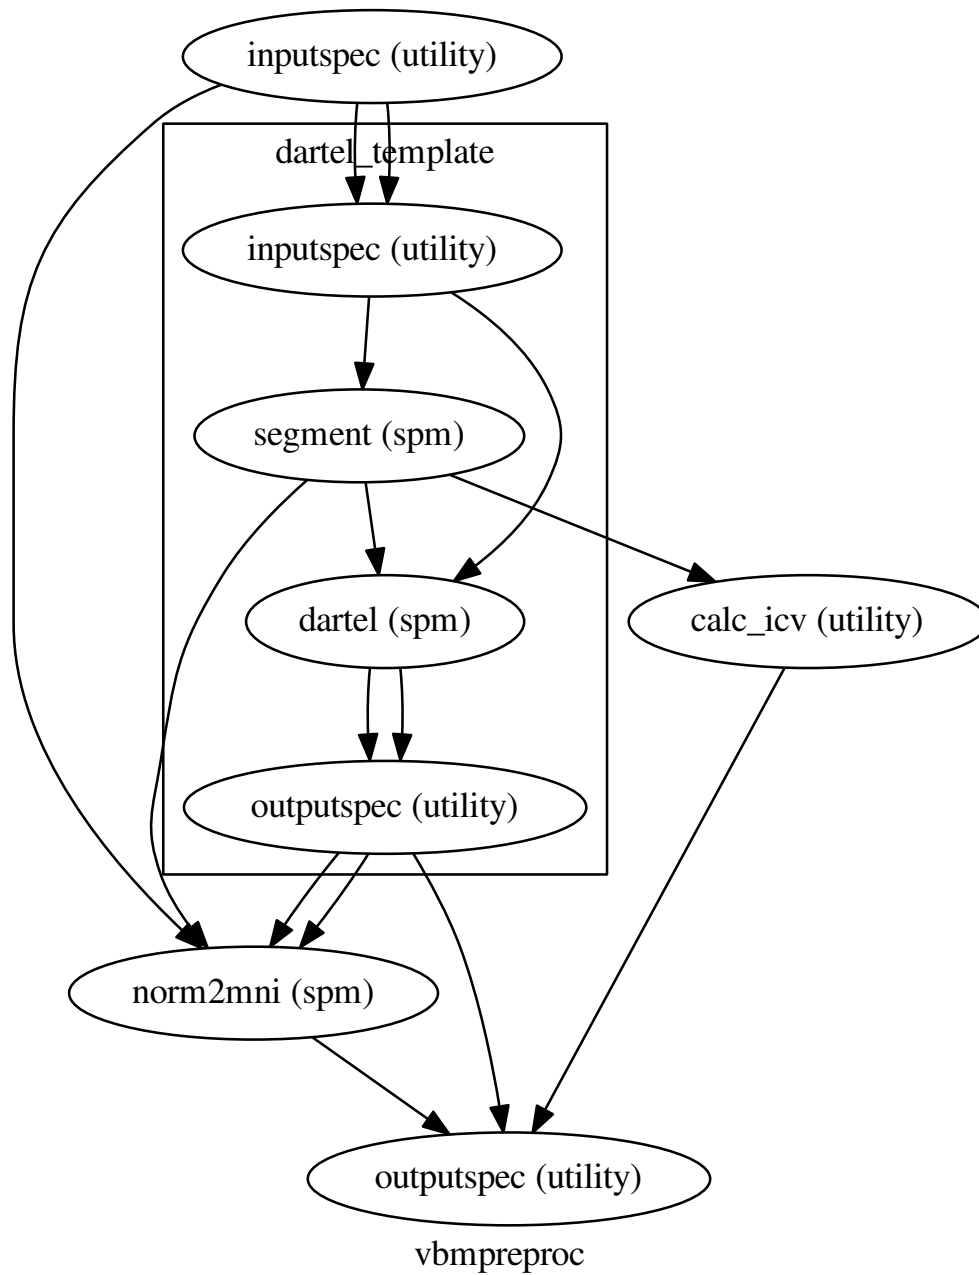 inputspec (utility)
dartel_template
inputspec (utility)
segment (spm)
dartel (spm)
calc_icv (utility)
outputspec (utility)
norm2mni (spm)
outputspec (utility)
vbmpreproc